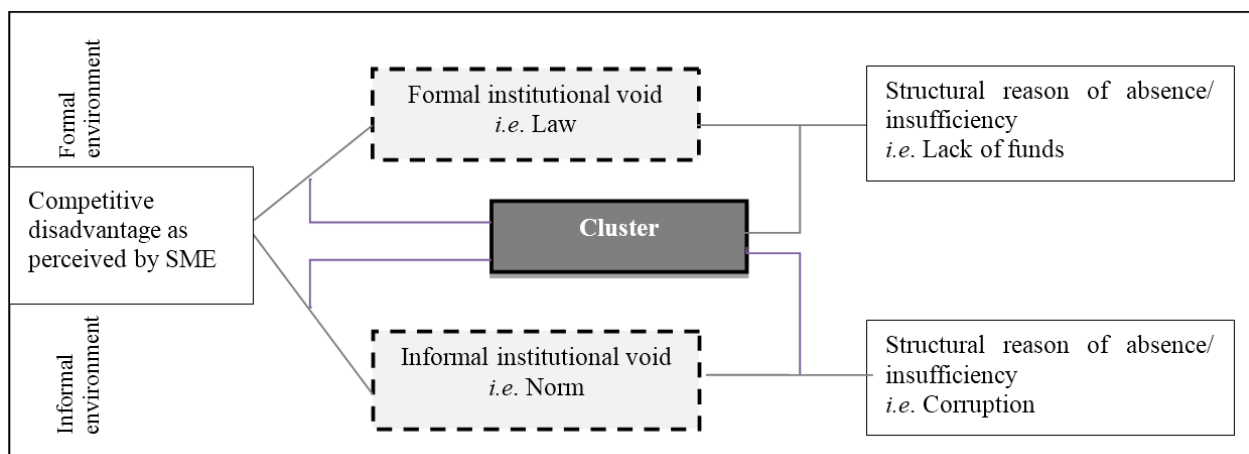 Formal
environment
Informal
environment
Competitive
disadvantage as
perceived by SME
Formal institutional void
i.e. Law
Cluster
Informal institutional void
i.e. Norm
Structural reason of absence/
insufficiency
i.e. Lack of funds
Structural reason of absence/
insufficiency
i.e. Corruption